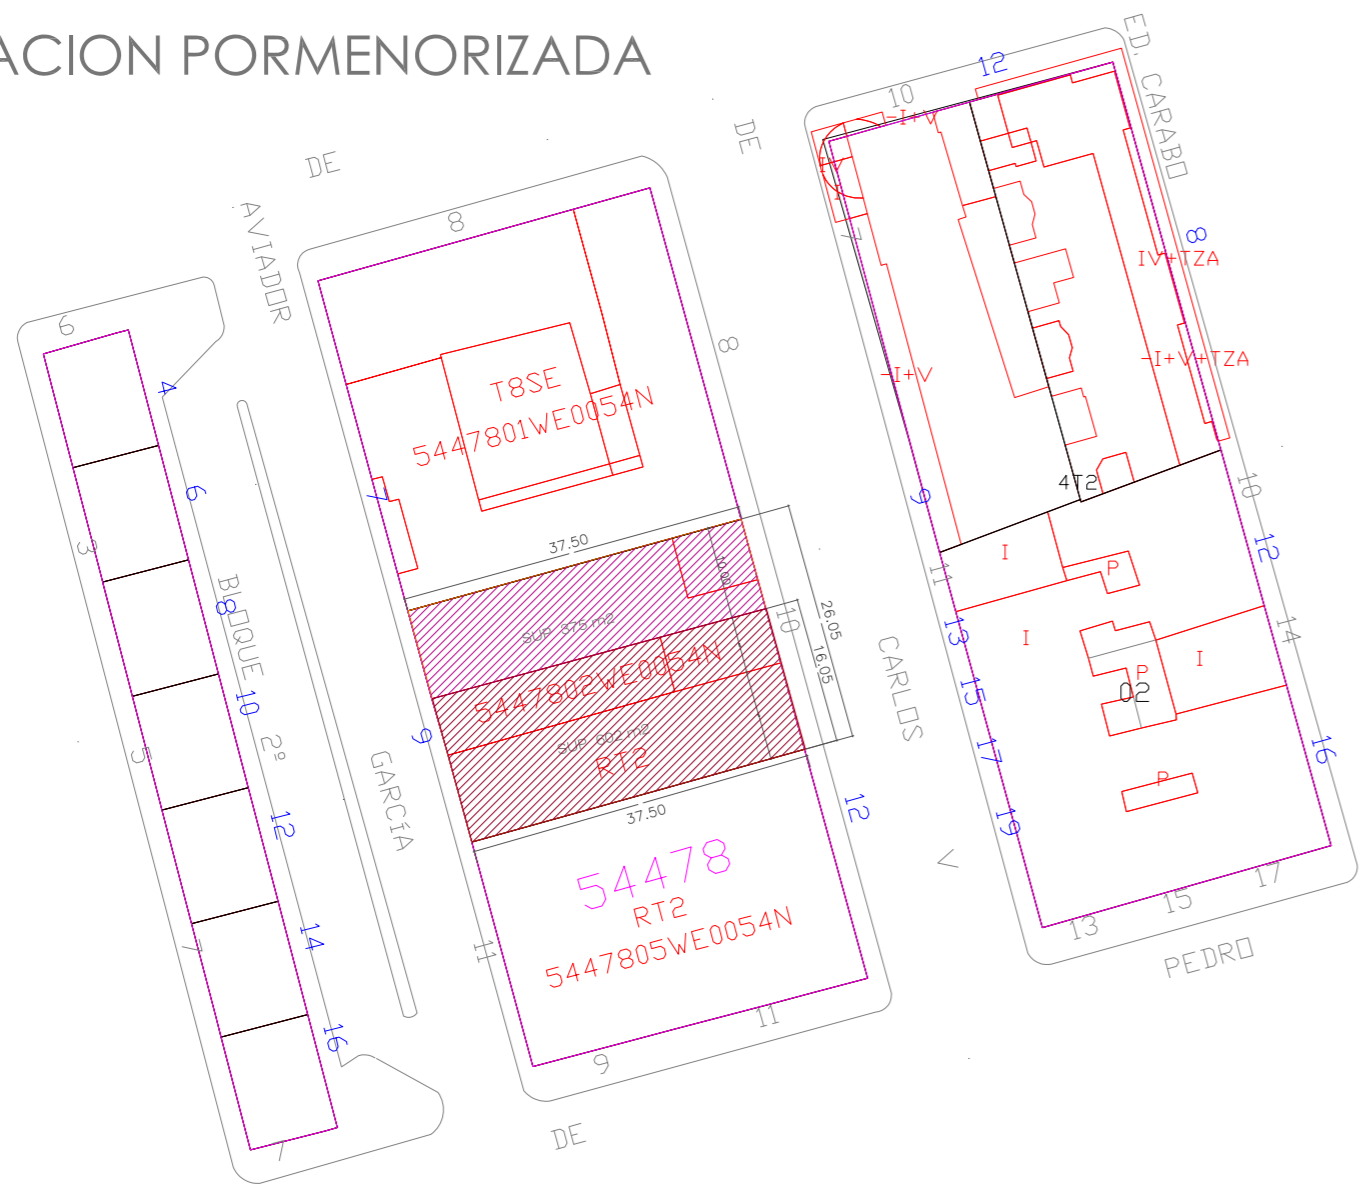 ACION PORMENORIZADA
DE
DE
ED. CARABO
AVIADOR
10
12
8
-I+V
IV
I
7
6
4
8
8
IV+TZA
-I+V+TZA
-I+V
T8SE
5447801WE0054N
7
6
3
9
4T2
10
37.50
10.00
I
P
12
11
BLOQUE 2º
8
SUP 375 m2
10
26.05
16.05
13
I
14
I
P
02
5447802WE0054N
CARLOS V
15
10
9
5
GARCÍA
SUP 602 m2
RT2
17
16
P
37.50
12
12
19
54478
RT2
5447805WE0054N
14
7
11
17
15
13
PEDRO
11
9
16
DE
7